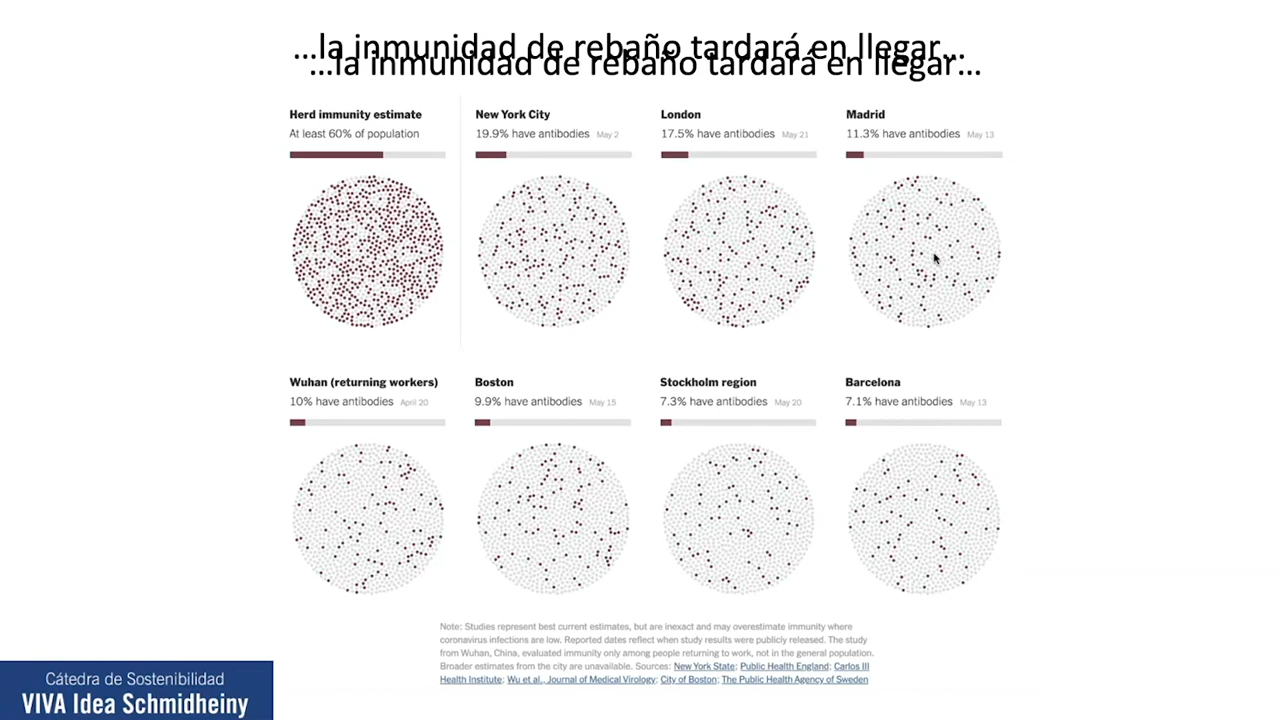 ...la inmunidad de rebaño tardará en llegar...
...la inmunidad de rebaño tardará en llegar...
Herd immunity estimate
At least 60% of population
New York City
19.9% have antibodies May 2
London
17.5% have antibodies May 21
Madrid
11.3% have antibodies May 13
Wuhan (returning workers)
10% have antibodies April 20
Boston
9.9% have antibodies May 15
Stockholm region
7.3% have antibodies May 20
Barcelona
7.1% have antibodies May 13
Note: Studies represent best current estimates, but are inexact and may overestimate immunity where
coronavirus infections are low. Reported dates reflect when study results were publicly released. The study
from Wuhan, China, evaluated immunity only among people returning to work, not in the general population.
Broader estimates from the city are unavailable. Sources: New York State; Public Health England; Carlos III
Health Institute; Wu et al., Journal of Medical Virology; City of Boston; The Public Health Agency of Sweden
Cátedra de Sostenibilidad
VIVA Idea Schmidheiny